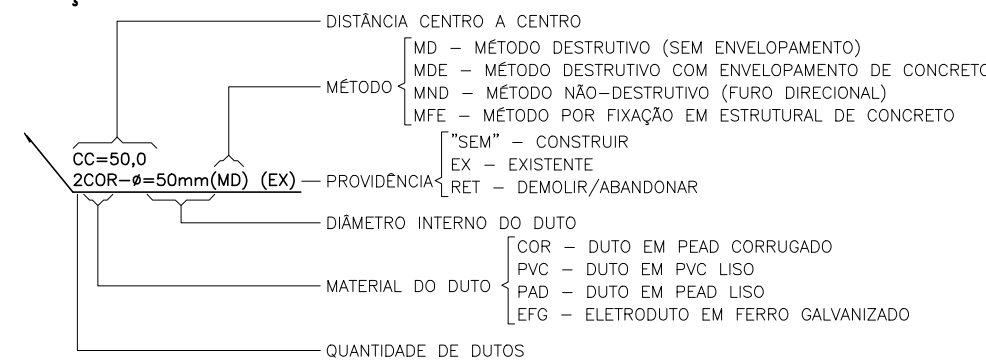 DISTÂNCIA CENTRO A CENTRO
MÉTODO
MD – MÉTODO DESTRUTIVO (SEM ENVELOPAMENTO)
MDE – MÉTODO DESTRUTIVO COM ENVELOPAMENTO DE CONCRETO
MND – MÉTODO NÃO-DESTRUTIVO (FURO DIRECIONAL)
MFE – MÉTODO POR FIXAÇÃO EM ESTRUTURAL DE CONCRETO
CC=50,0
2COR-ø=50mm(MD) (EX)
PROVIDÊNCIA
"SEM" – CONSTRUIR
EX – EXISTENTE
RET – DEMOLIR/ABANDONAR
DIÂMETRO INTERNO DO DUTO
MATERIAL DO DUTO
COR – DUTO EM PEAD CORRUGADO
PVC – DUTO EM PVC LISO
PAD – DUTO EM PEAD LISO
EFG – ELETRODUTO EM FERRO GALVANIZADO
QUANTIDADE DE DUTOS